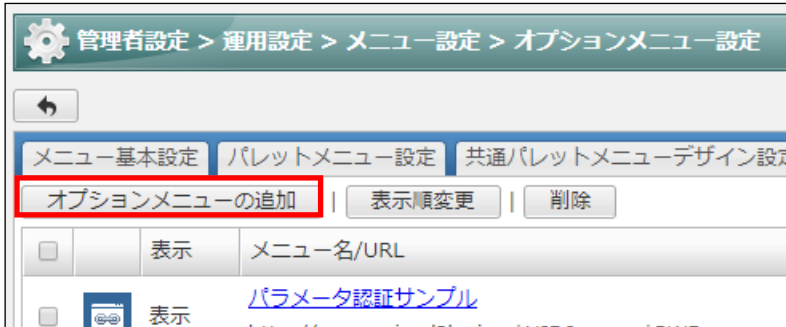 管理者設定 > 運用設定 > メニュー設定 > オプションメニュー設定
メニュー基本設定 パレットメニュー設定 共通パレットメニューデザイン設定
オプションメニューの追加 | 表示順変更 | 削除
表示 メニュー名/URL
パラメータ認証サンプル
表示